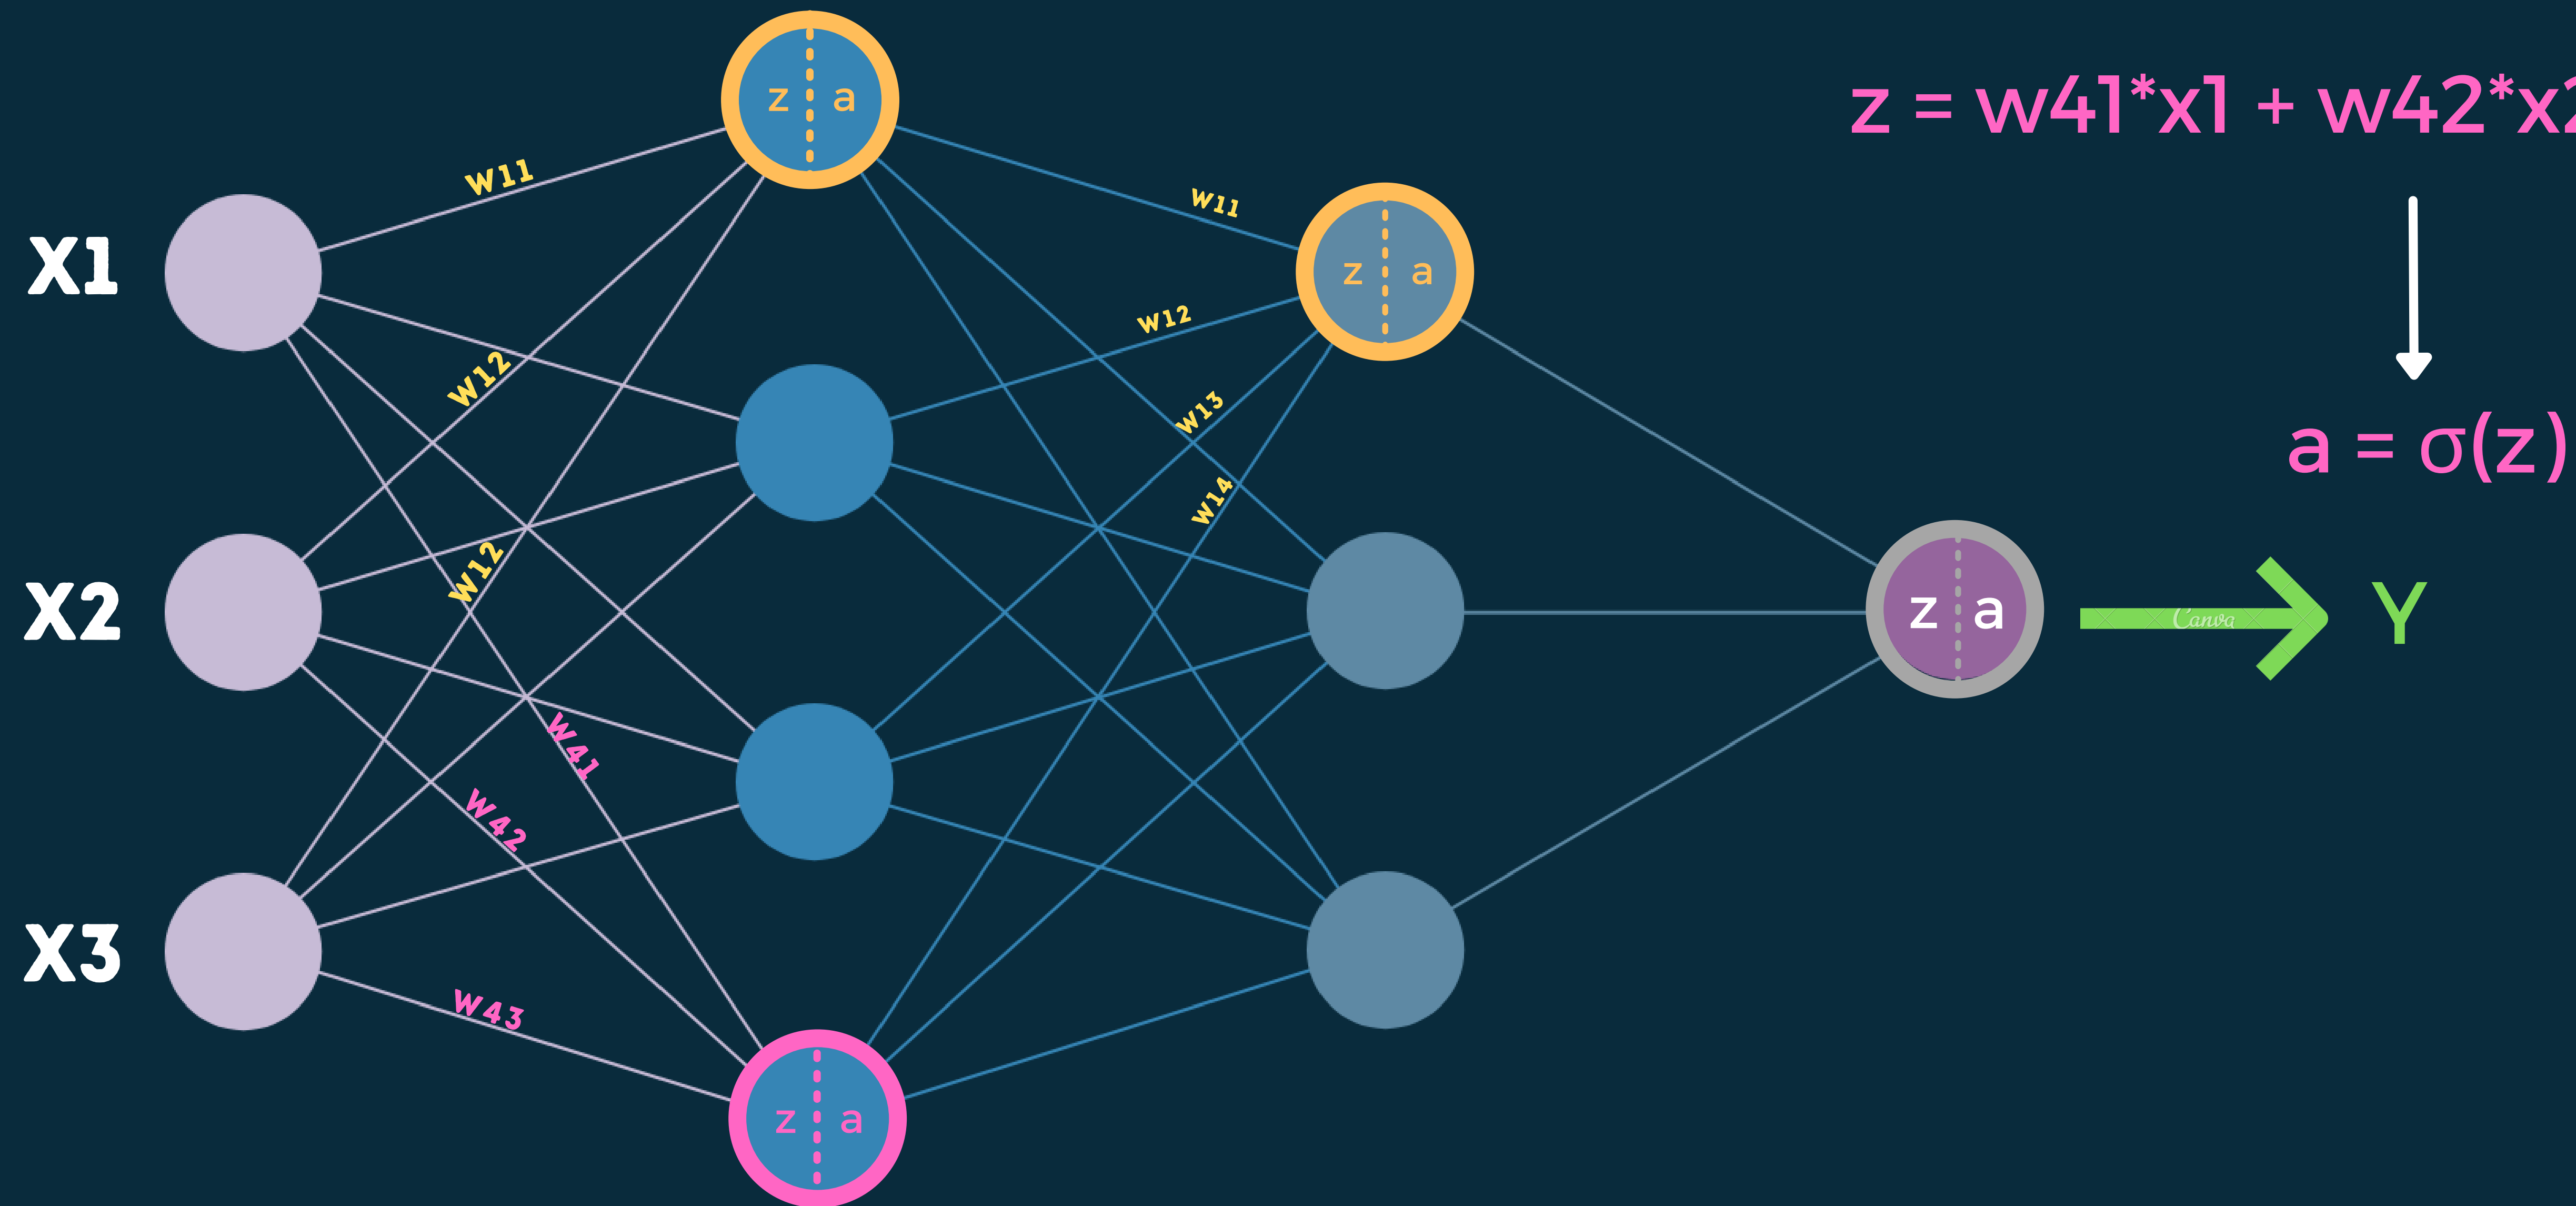 z a
z = w41*x1 + w42*x2
W11
W11
X1
z a
W12
W12
W13
a = σ(z)
W14
W12
X2
z a
Canva
Y
W41
W42
X3
W43
z a